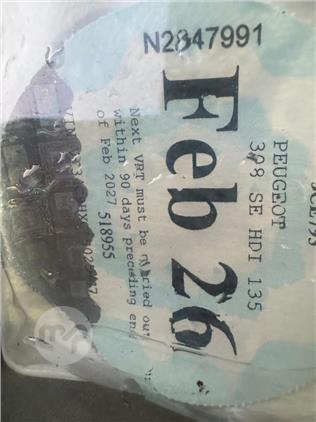 N2847991
Feb 26
PEUGEOT
308 SE HDI 135
Next VRT must be carried out
within 90 days preceding end
of Feb 2027 518955